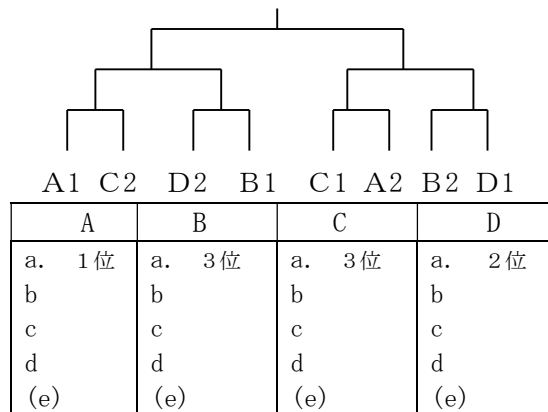 A1 C2 D2 B1 C1 A2 B2 D1
A B C D
a. 1位 a. 3位 a. 3位 a. 2位
b b b b
c c c c
d d d d
(e) (e) (e) (e)